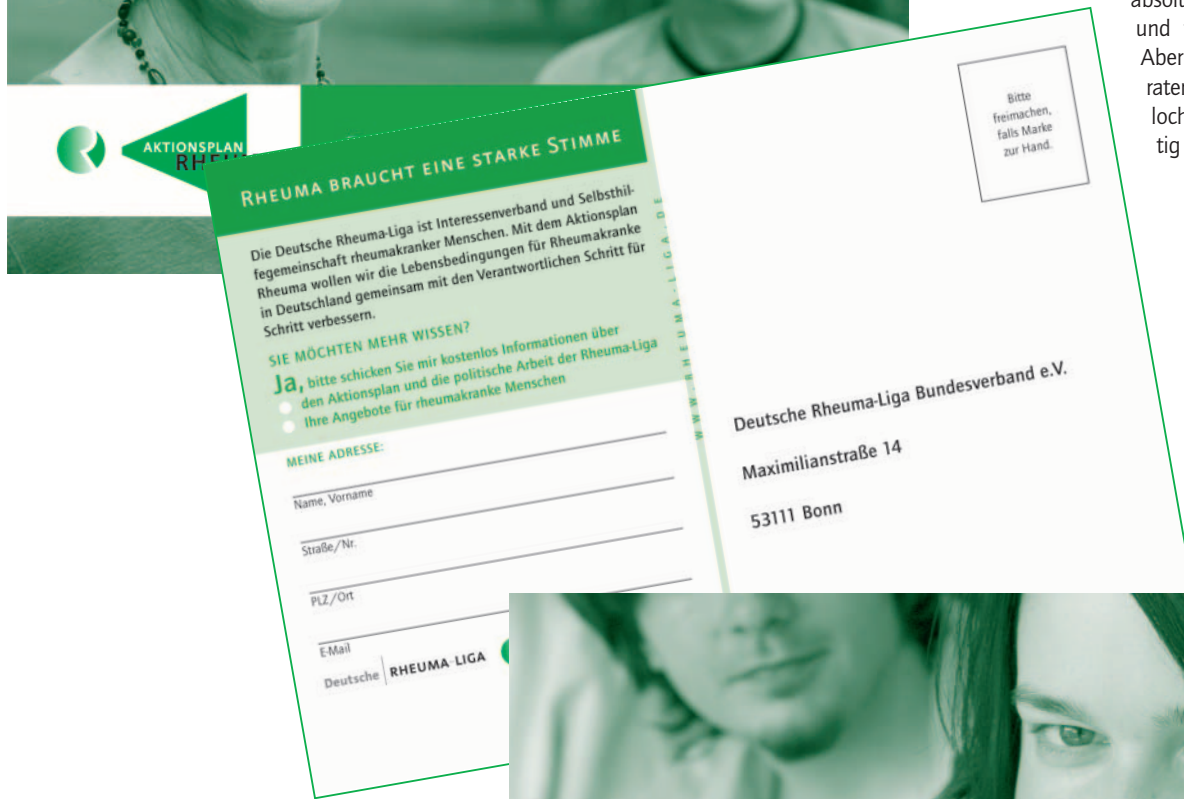 absolut
und
Aber
raten
loch
tig
AKTIONSPLAN
RHEUMA BRAUCHT EINE STARKE STIMME
Die Deutsche Rheuma-Liga ist Interessenverband und Selbsthil-
fegemeinschaft rheumakranker Menschen. Mit dem Aktionsplan
Rheuma wollen wir die Lebensbedingungen für Rheumakranke
in Deutschland gemeinsam mit den Verantwortlichen Schritt für
Schritt verbessern.
SIE MÖCHTEN MEHR WISSEN?
Ja, bitte schicken Sie mir kostenlos Informationen über
den Aktionsplan und die politische Arbeit der Rheuma-Liga
Ihre Angebote für rheumakranke Menschen
MEINE ADRESSE:
Name, Vorname
Straße/Nr.
PLZ/Ort
E-Mail
Deutsche RHEUMA-LIGA
WWW.RHEUMA-LIGA.DE
Bitte
freimachen,
falls Marke
zur Hand.
Deutsche Rheuma-Liga Bundesverband e.V.
Maximilianstraße 14
53111 Bonn